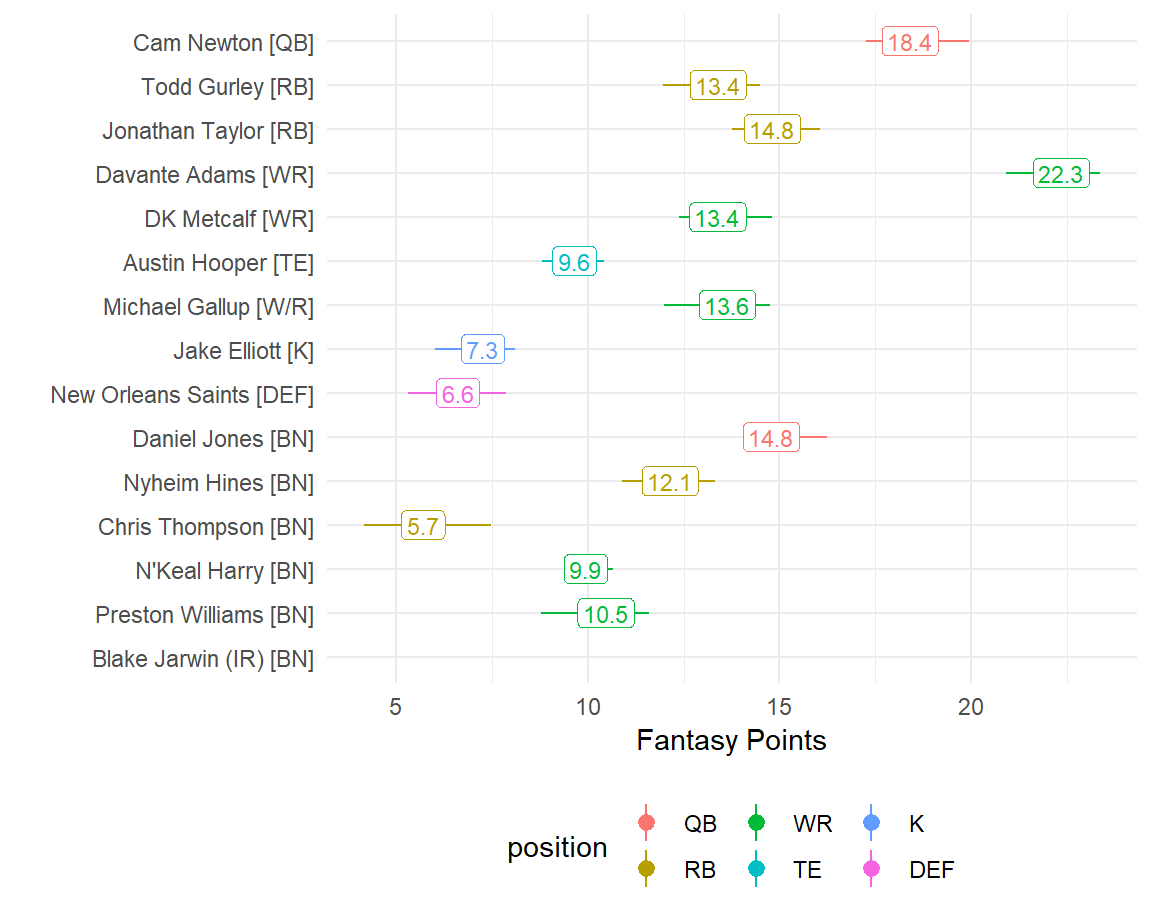 Cam Newton [QB] 18.4
Todd Gurley [RB] 13.4
Jonathan Taylor [RB] 14.8
Davante Adams [WR] 22.3
DK Metcalf [WR] 13.4
Austin Hooper [TE] 9.6
Michael Gallup [W/R] 13.6
Jake Elliott [K] 7.3
New Orleans Saints [DEF] 6.6
Daniel Jones [BN] 14.8
Nyheim Hines [BN] 12.1
Chris Thompson [BN] 5.7
N'Keal Harry [BN] 9.9
Preston Williams [BN] 10.5
Blake Jarwin (IR) [BN]
5 10 15 20
Fantasy Points
position
QB WR K
RB TE DEF